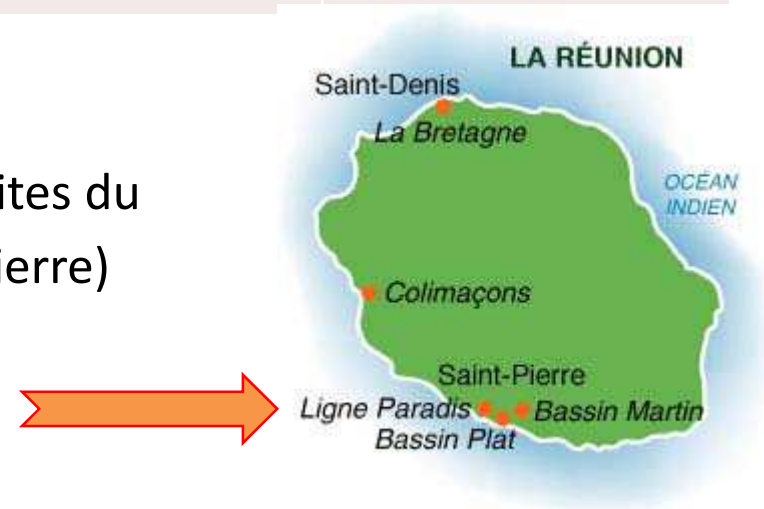 LA RÉUNION
Saint-Denis
La Bretagne
OCÉAN
INDIEN
ites du
ierre)
Colimaçons
Saint-Pierre
Ligne Paradis
Bassin Martin
Bassin Plat